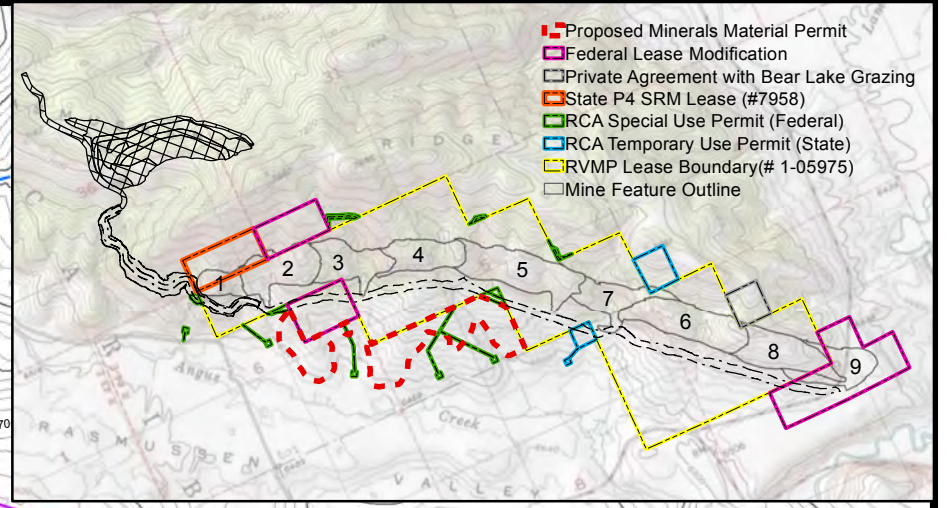 Proposed Minerals Material Permit
Federal Lease Modification
Private Agreement with Bear Lake Grazing
State P4 SRM Lease (#7958)
RCA Special Use Permit (Federal)
RCA Temporary Use Permit (State)
RVMP Lease Boundary(# 1-05975)
Mine Feature Outline
RIDGE
1
2
3
4
5
7
6
8
9
Angus
6
Creek
RASMUSSEN
VALLEY
8